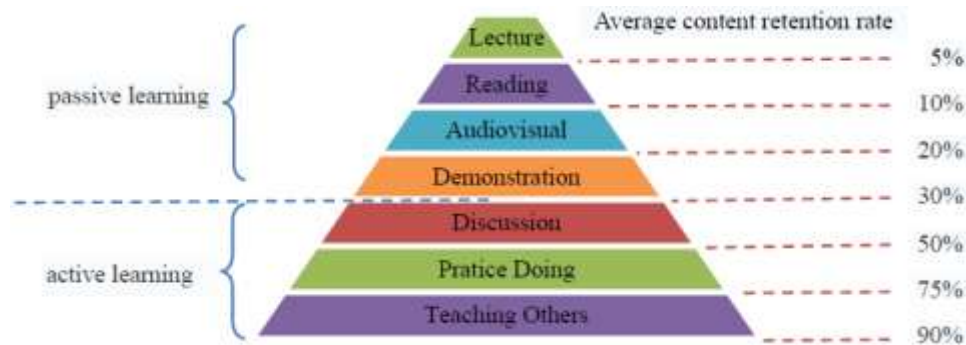 Average content retention rate
Lecture
5%
passive learning
Reading
10%
Audiovisual
20%
Demonstration
30%
Discussion
50%
active learning
Pratice Doing
75%
Teaching Others
90%